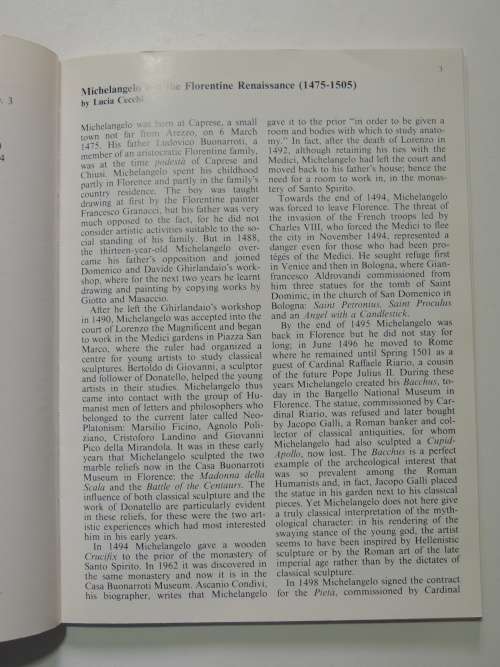 3
Michelangelo and the Florentine Renaissance (1475-1505)
by Lucia Cecchi
Michelangelo was born at Caprese, a small
town not far from Arezzo, on 6 March
1475. His father Ludovico Buonarroti, a
member of an aristocratic Florentine family,
was at the time podestà of Caprese and
Chiusi. Michelangelo spent his childhood
partly in Florence and partly in the family's
country residence. The boy was taught
drawing at first by the Florentine painter
Francesco Granacci, but his father was very
much opposed to the fact, for he did not
consider artistic activities suitable to the so-
cial standing of his family. But in 1488,
the thirteen-year-old Michelangelo over-
came his father's opposition and joined
Domenico and Davide Ghirlandaio's work-
shop, where for the next two years he learnt
drawing and painting by copying works by
Giotto and Masaccio.
After he left the Ghirlandaio's workshop
in 1490, Michelangelo was accepted into the
court of Lorenzo the Magnificent and began
to work in the Medici gardens in Piazza San
Marco, where the ruler had organized a
centre for young artists to study classical
sculptures. Bertoldo di Giovanni, a sculptor
and follower of Donatello, helped the young
artists in their studies. Michelangelo thus
came into contact with the group of Hu-
manist men of letters and philosophers who
belonged to the current later called Neo-
Platonism: Marsilio Ficino, Agnolo Poli-
ziano, Cristoforo Landino and Giovanni
Pico della Mirandola. It was in these early
years that Michelangelo sculpted the two
marble reliefs now in the Casa Buonarroti
Museum in Florence: the Madonna della
Scala and the Battle of the Centaurs. The
influence of both classical sculpture and the
work of Donatello are particularly evident
in these reliefs, for these were the two art-
istic experiences which had most interested
him in his early years.
In 1494 Michelangelo gave a wooden
Crucifix to the prior of the monastery of
Santo Spirito. In 1962 it was discovered in
the same monastery and now it is in the
Casa Buonarroti Museum. Ascanio Condivi,
his biographer, writes that Michelangelo
gave it to the prior "in order to be given a
room and bodies with which to study anato-
my." In fact, after the death of Lorenzo in
1492, although retaining his ties with the
Medici, Michelangelo had left the court and
moved back to his father's house; hence the
need for a room to work in, in the monas-
tery of Santo Spirito.
Towards the end of 1494, Michelangelo
was forced to leave Florence. The threat of
the invasion of the French troops led by
Charles VIII, who forced the Medici to flee
the city in November 1494, represented a
danger even for those who had been pro-
tégés of the Medici. He sought refuge first
in Venice and then in Bologna, where Gian-
francesco Aldrovandi commissioned from
him three statues for the tomb of Saint
Dominic, in the church of San Domenico in
Bologna: Saint Petronius, Saint Proculus
and an Angel with a Candlestick.
By the end of 1495 Michelangelo was
back in Florence but he did not stay for
long; in June 1496 he moved to Rome
where he remained until Spring 1501 as a
guest of Cardinal Raffaele Riario, a cousin
of the future Pope Julius II. During these
years Michelangelo created his Bacchus, to-
day in the Bargello National Museum in
Florence. The statue, commissioned by Car-
dinal Riario, was refused and later bought
by Jacopo Galli, a Roman banker and col-
lector of classical antiquities, for whom
Michelangelo had also sculpted a Cupid-
Apollo, now lost. The Bacchus is a perfect
example of the archeological interest that
was so prevalent among the Roman
Humanists and, in fact, Jacopo Galli placed
the statue in his garden next to his classical
pieces. Yet Michelangelo does not here give
a truly classical interpretation of the myth-
ological character: in his rendering of the
swaying stance of the young god, the artist
seems to have been inspired by Hellenistic
sculpture or by the Roman art of the late
imperial age rather than by the dictates of
classical sculpture.
In 1498 Michelangelo signed the contract
for the Pietà, commissioned by Cardinal